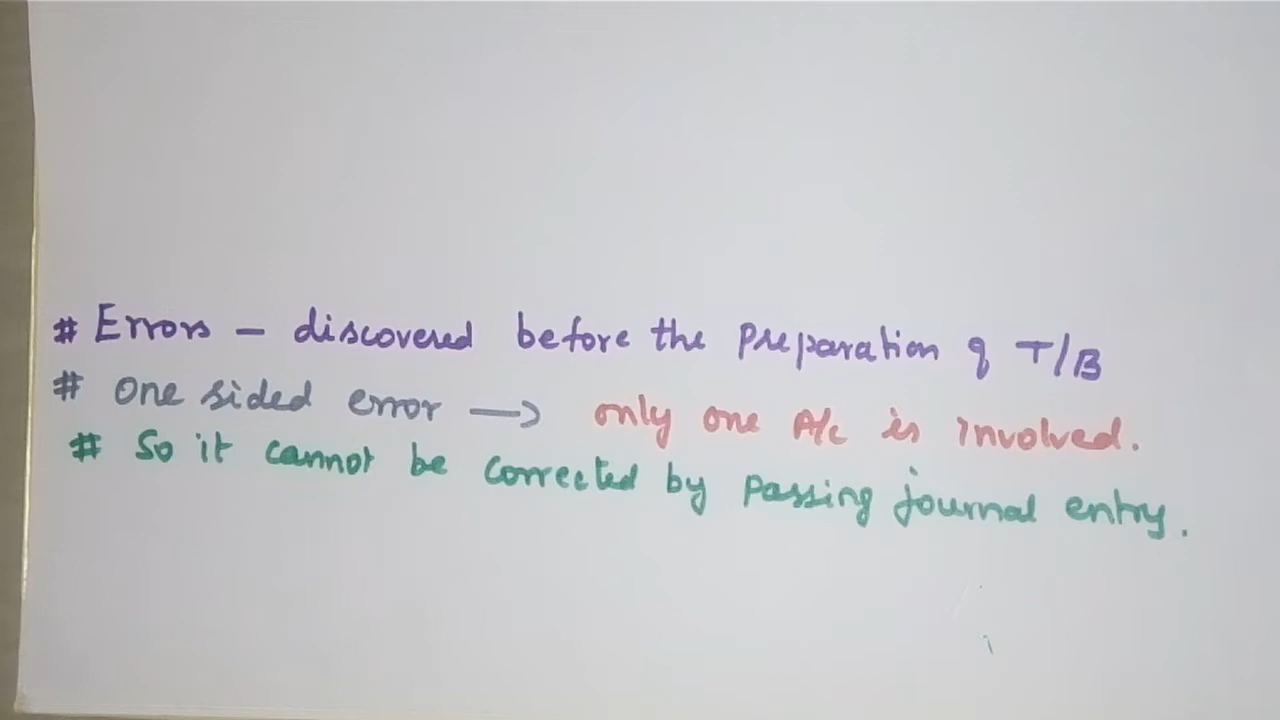 # Errors - discovered before the preparation of T/B
# One sided error → only one A/c is involved.
# So it cannot be corrected by passing journal entry.